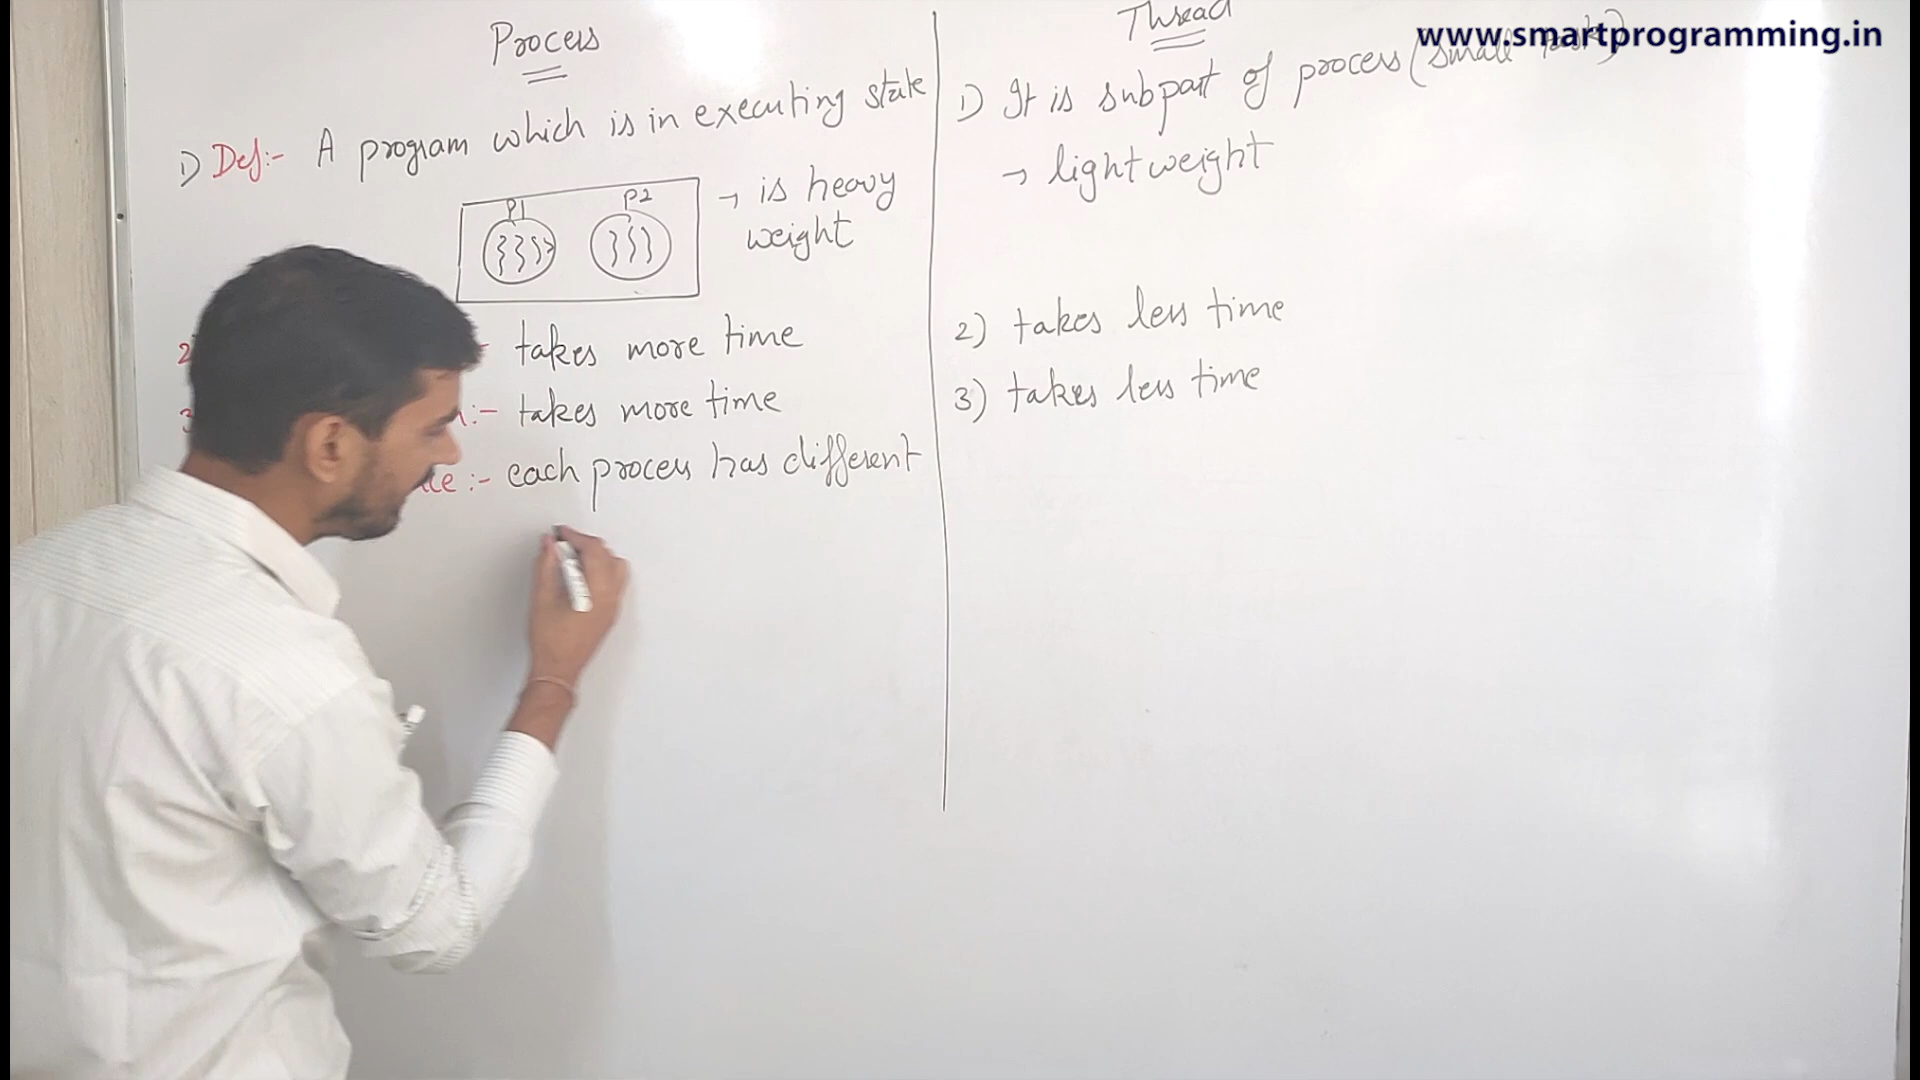 www.smartprogramming.in
Process
1) Def:- A program which is in executing state
P1 P2
→ is heavy
weight
2
:- takes more time
3
:- takes more time
ce :- each process has different
Thread
1) It is subpart of process (small task)
→ lightweight
2) takes less time
3) takes less time